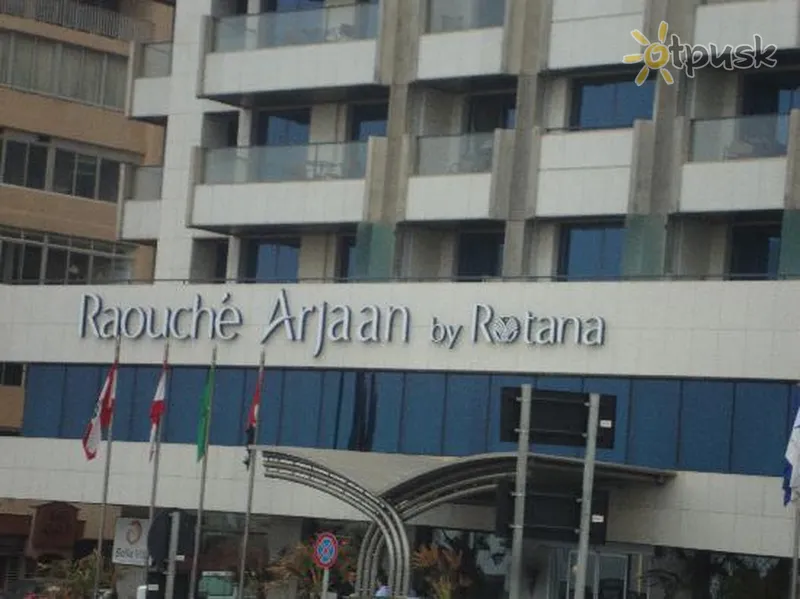 otpusk
Raouché Arjaan by Rotana